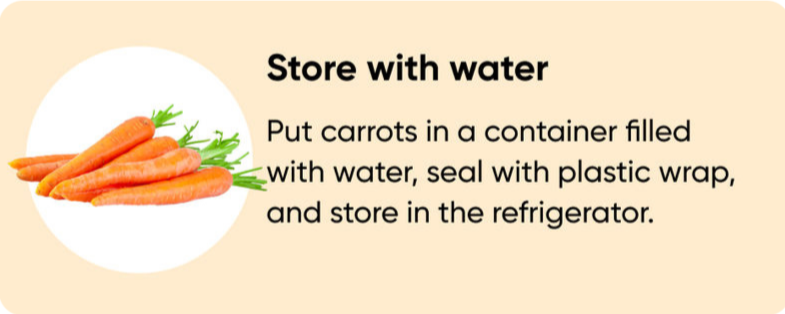 Store with water
Put carrots in a container filled
with water, seal with plastic wrap,
and store in the refrigerator.